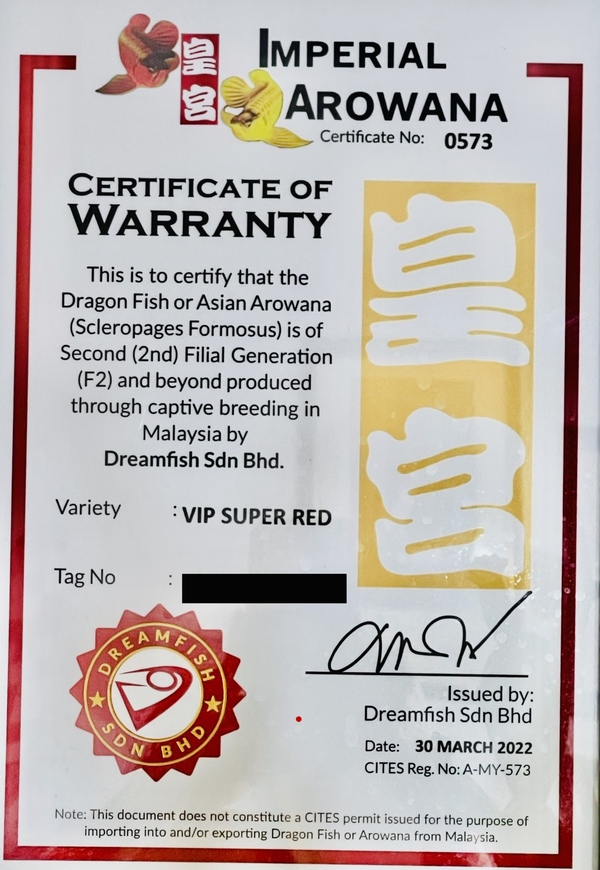 皇宮
IMPERIAL
AROWANA
Certificate No: 0573
CERTIFICATE OF
WARRANTY
This is to certify that the
Dragon Fish or Asian Arowana
(Scleropages Formosus) is of
Second (2nd) Filial Generation
(F2) and beyond produced
through captive breeding in
Malaysia by
Dreamfish Sdn Bhd.
皇宮
Variety : VIP SUPER RED
Tag No :
DREAMFISH
SDN BHD
Issued by:
Dreamfish Sdn Bhd
Date: 30 MARCH 2022
CITES Reg. No: A-MY-573
Note: This document does not constitute a CITES permit issued for the purpose of
importing into and/or exporting Dragon Fish or Arowana from Malaysia.